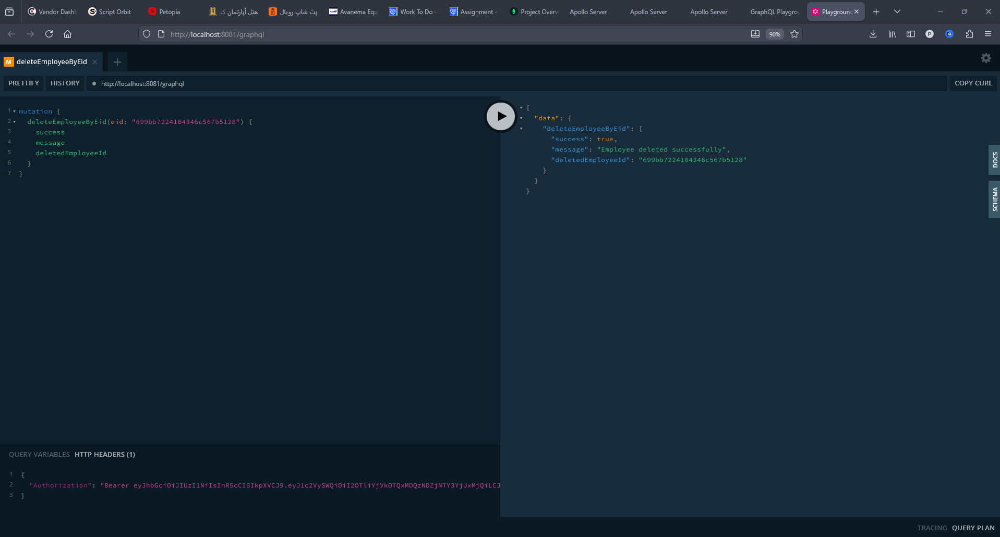 Vendor Dashb
Script Orbit
Petopia
هتل آپارتمان کو
پت شاپ رویال
Avanema Equ
Work To Do -
Assignment -
Project Overvi
Apollo Server
Apollo Server
Apollo Server
GraphQL Playgrou
Playground
http://localhost:8081/graphql
90%
P
M deleteEmployeeByEid
PRETTIFY
HISTORY
http://localhost:8081/graphql
COPY CURL
1 mutation {
2 deleteEmployeeByEid(eid: "699bb7224104346c567b5128") {
3 success
4 message
5 deletedEmployeeId
6 }
7 }
{
"data": {
"deleteEmployeeByEid": {
"success": true,
"message": "Employee deleted successfully",
"deletedEmployeeId": "699bb7224104346c567b5128"
}
}
}
DOCS
SCHEMA
QUERY VARIABLES HTTP HEADERS (1)
1 {
2 "Authorization": "Bearer eyJhbGciOiJIUzI1NiIsInR5cCI6IkpXVCJ9.eyJ1c2VySWQiOiI2OTliYjVkOTQxMDQzNDZjNTY3YjUxMjQiLCJ
3 }
TRACING QUERY PLAN